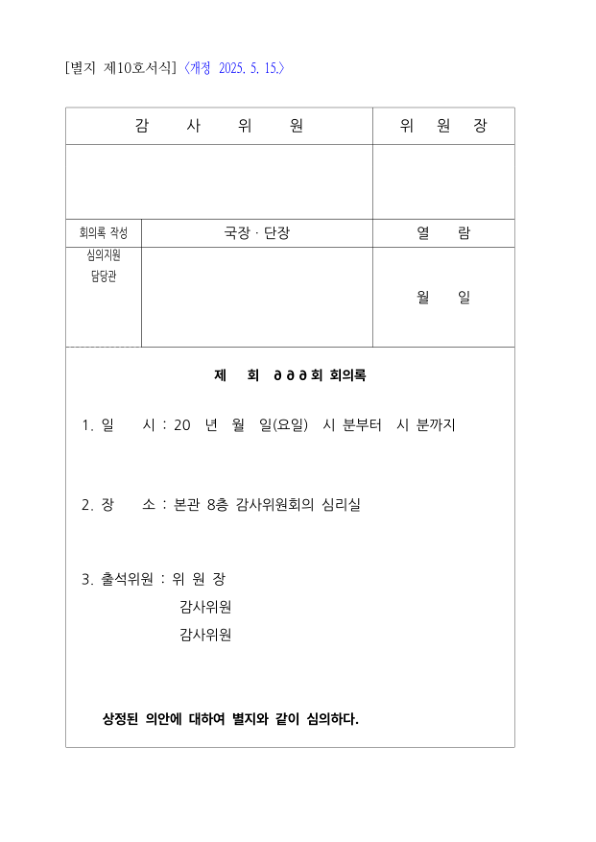 [별지 제10호서식] <개정 2025. 5. 15.>
감 사 위 원 위 원 장
회의록 작성 국장 · 단장 열 람
심의지원
담당관
월 일
제 회 ∂∂∂회 회의록
1. 일 시 : 20 년 월 일(요일) 시 분부터 시 분까지
2. 장 소 : 본관 8층 감사위원회의 심리실
3. 출석위원 : 위 원 장
감사위원
감사위원
상정된 의안에 대하여 별지와 같이 심의하다.